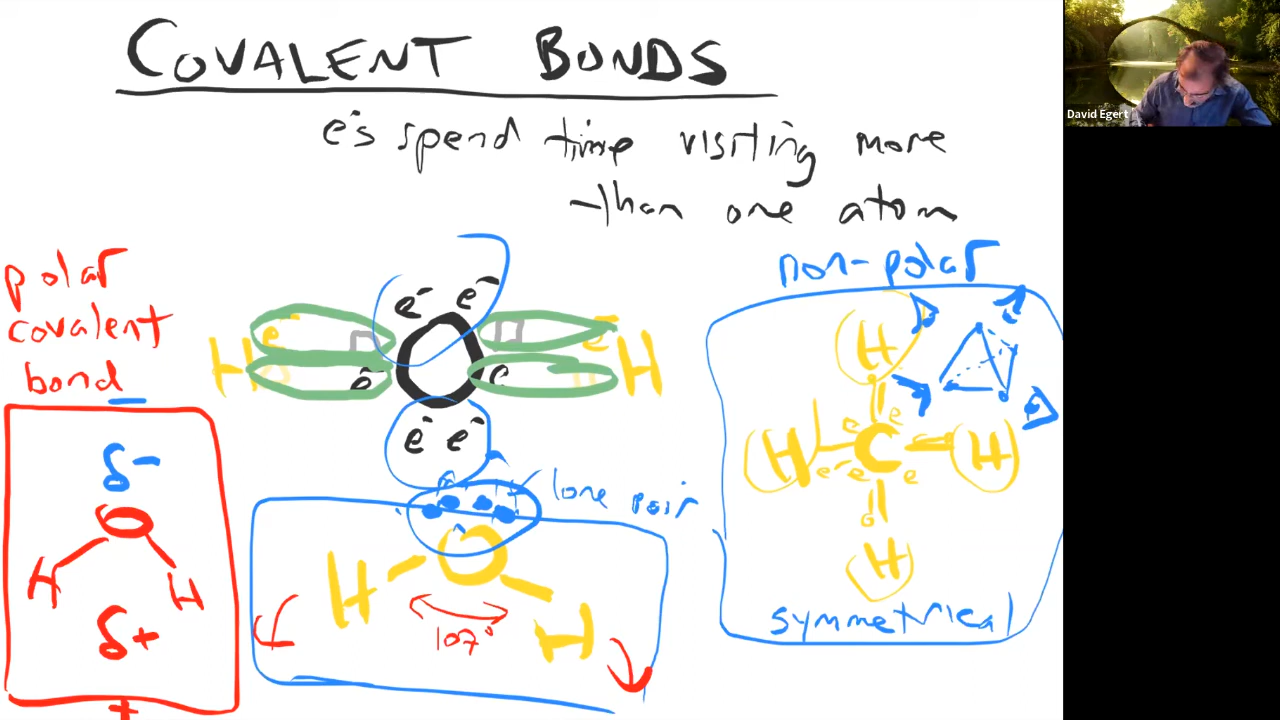 COVALENT BONDS
e-'s spend time visiting more
than one atom
David Egert
non-polar
polar
covalent
bond
e- e-
H e- e- H
e- O e
e- e-
lone pair
δ-
O
H H
δ+
+
H O H
107°
H
H C H
e e e- e e
H
symmetrical